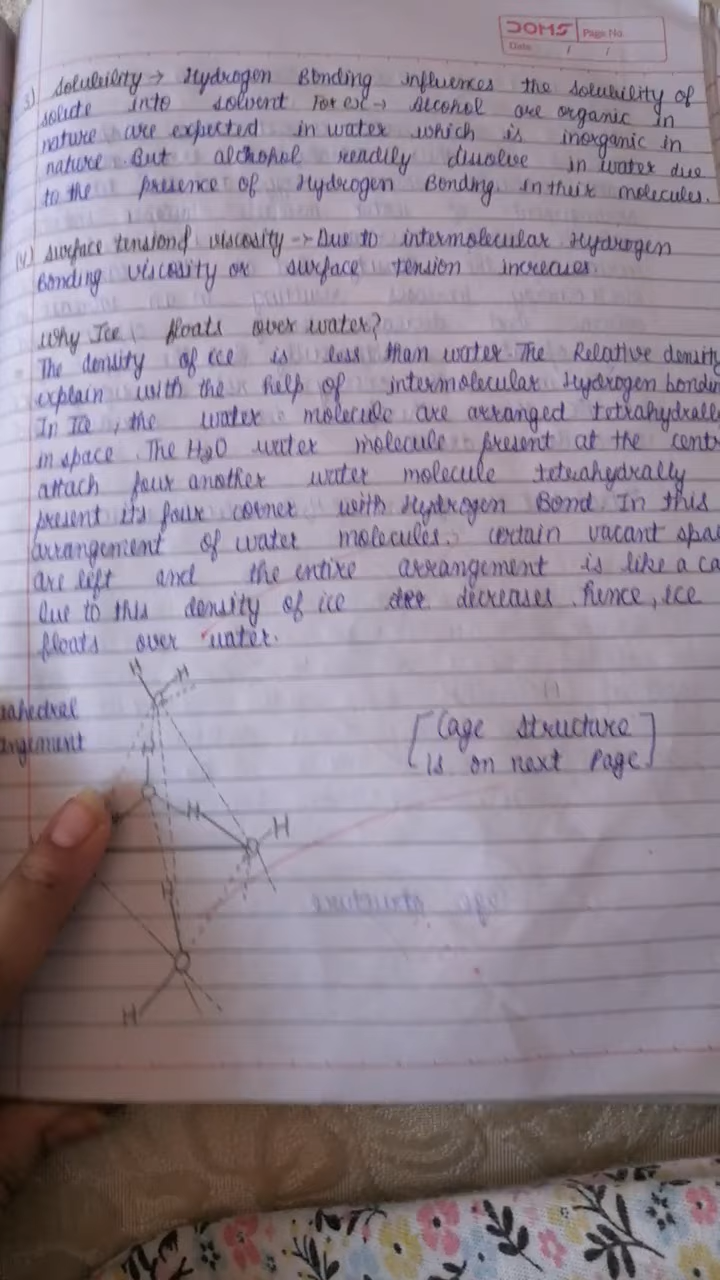 DOMS Page No.
Date / /
3) Solubility → Hydrogen Bonding influences the solubility of
solute into solvent For ex → Alcohol are organic in
nature are expected in water which is inorganic in
nature But alchohol readily dissolve in water due
to the presence of Hydrogen Bonding in their molecules.
surface tension viscosity → Due to intermolecular Hydrogen
Bonding viscosity or surface tension increases
Why Ice floats over water?
The density of ice is less than water. The Relative density
explain with the help of intermolecular Hydrogen bondin
In Ice, the water molecule are arranged tetrahydrall
in space. The H2O water molecule present at the centr
attach four another water molecule tetrahydrally
present its four corner with Hydrogen Bond In this
arrangement of water molecules. certain vacant spa
are left and the entire arrangement is like a ca
Due to this density of ice decreases. Hence, ice
floats over water.
H H
rahedral
angement
[Cage structure
is on next Page]
H
H
H
H
H